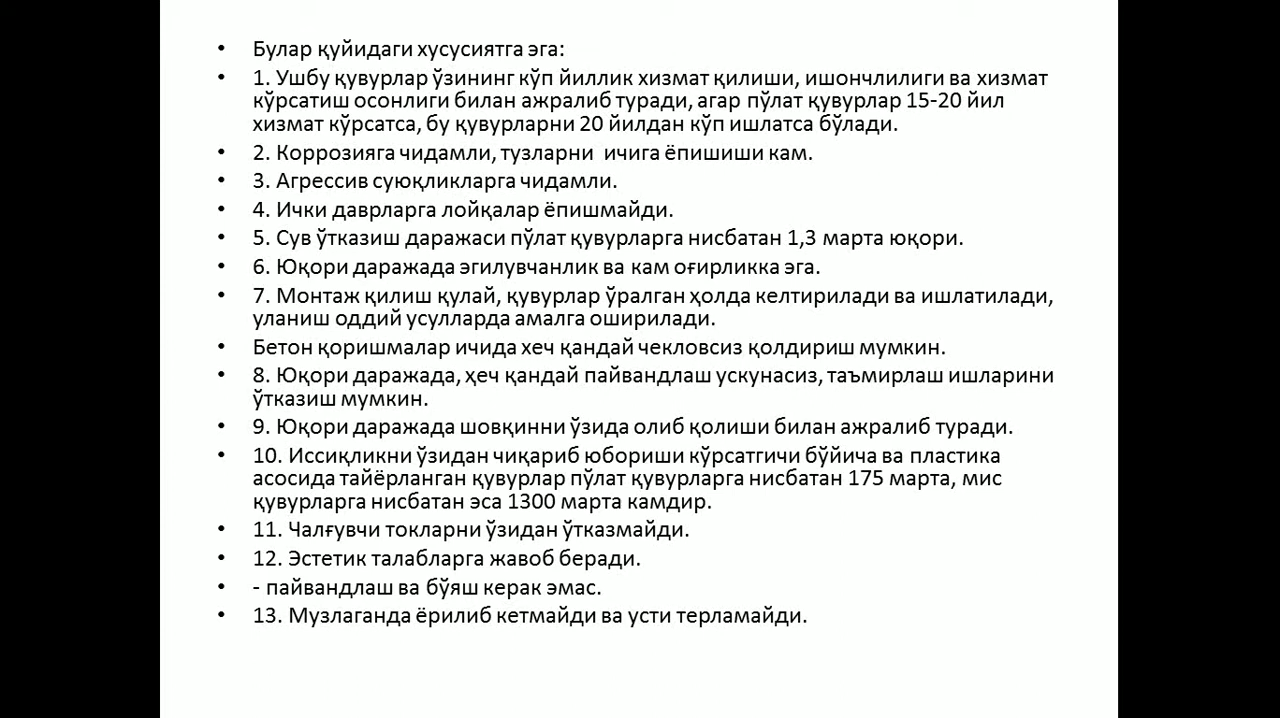 • Булар қуйидаги хусусиятга эга:
• 1. Ушбу қувурлар ўзининг кўп йиллик хизмат қилиши, ишончлилиги ва хизмат
кўрсатиш осонлиги билан ажралиб туради, агар пўлат қувурлар 15-20 йил
хизмат кўрсатса, бу қувурларни 20 йилдан кўп ишлатса бўлади.
• 2. Коррозияга чидамли, тузларни  ичига ёпишиши кам.
• 3. Агрессив суюқликларга чидамли.
• 4. Ички даврларга лойқалар ёпишмайди.
• 5. Сув ўтказиш даражаси пўлат қувурларга нисбатан 1,3 марта юқори.
• 6. Юқори даражада эгилувчанлик ва кам оғирликка эга.
• 7. Монтаж қилиш қулай, қувурлар ўралган ҳолда келтирилади ва ишлатилади,
уланиш оддий усулларда амалга оширилади.
• Бетон қоришмалар ичида хеч қандай чекловсиз қолдириш мумкин.
• 8. Юқори даражада, ҳеч қандай пайвандлаш ускунасиз, таъмирлаш ишларини
ўтказиш мумкин.
• 9. Юқори даражада шовқинни ўзида олиб қолиши билан ажралиб туради.
• 10. Иссиқликни ўзидан чиқариб юбориши кўрсатгичи бўйича ва пластика
асосида тайёрланган қувурлар пўлат қувурларга нисбатан 175 марта, мис
қувурларга нисбатан эса 1300 марта камдир.
• 11. Чалғувчи токларни ўзидан ўтказмайди.
• 12. Эстетик талабларга жавоб беради.
• - пайвандлаш ва бўяш керак эмас.
• 13. Музлаганда ёрилиб кетмайди ва усти терламайди.